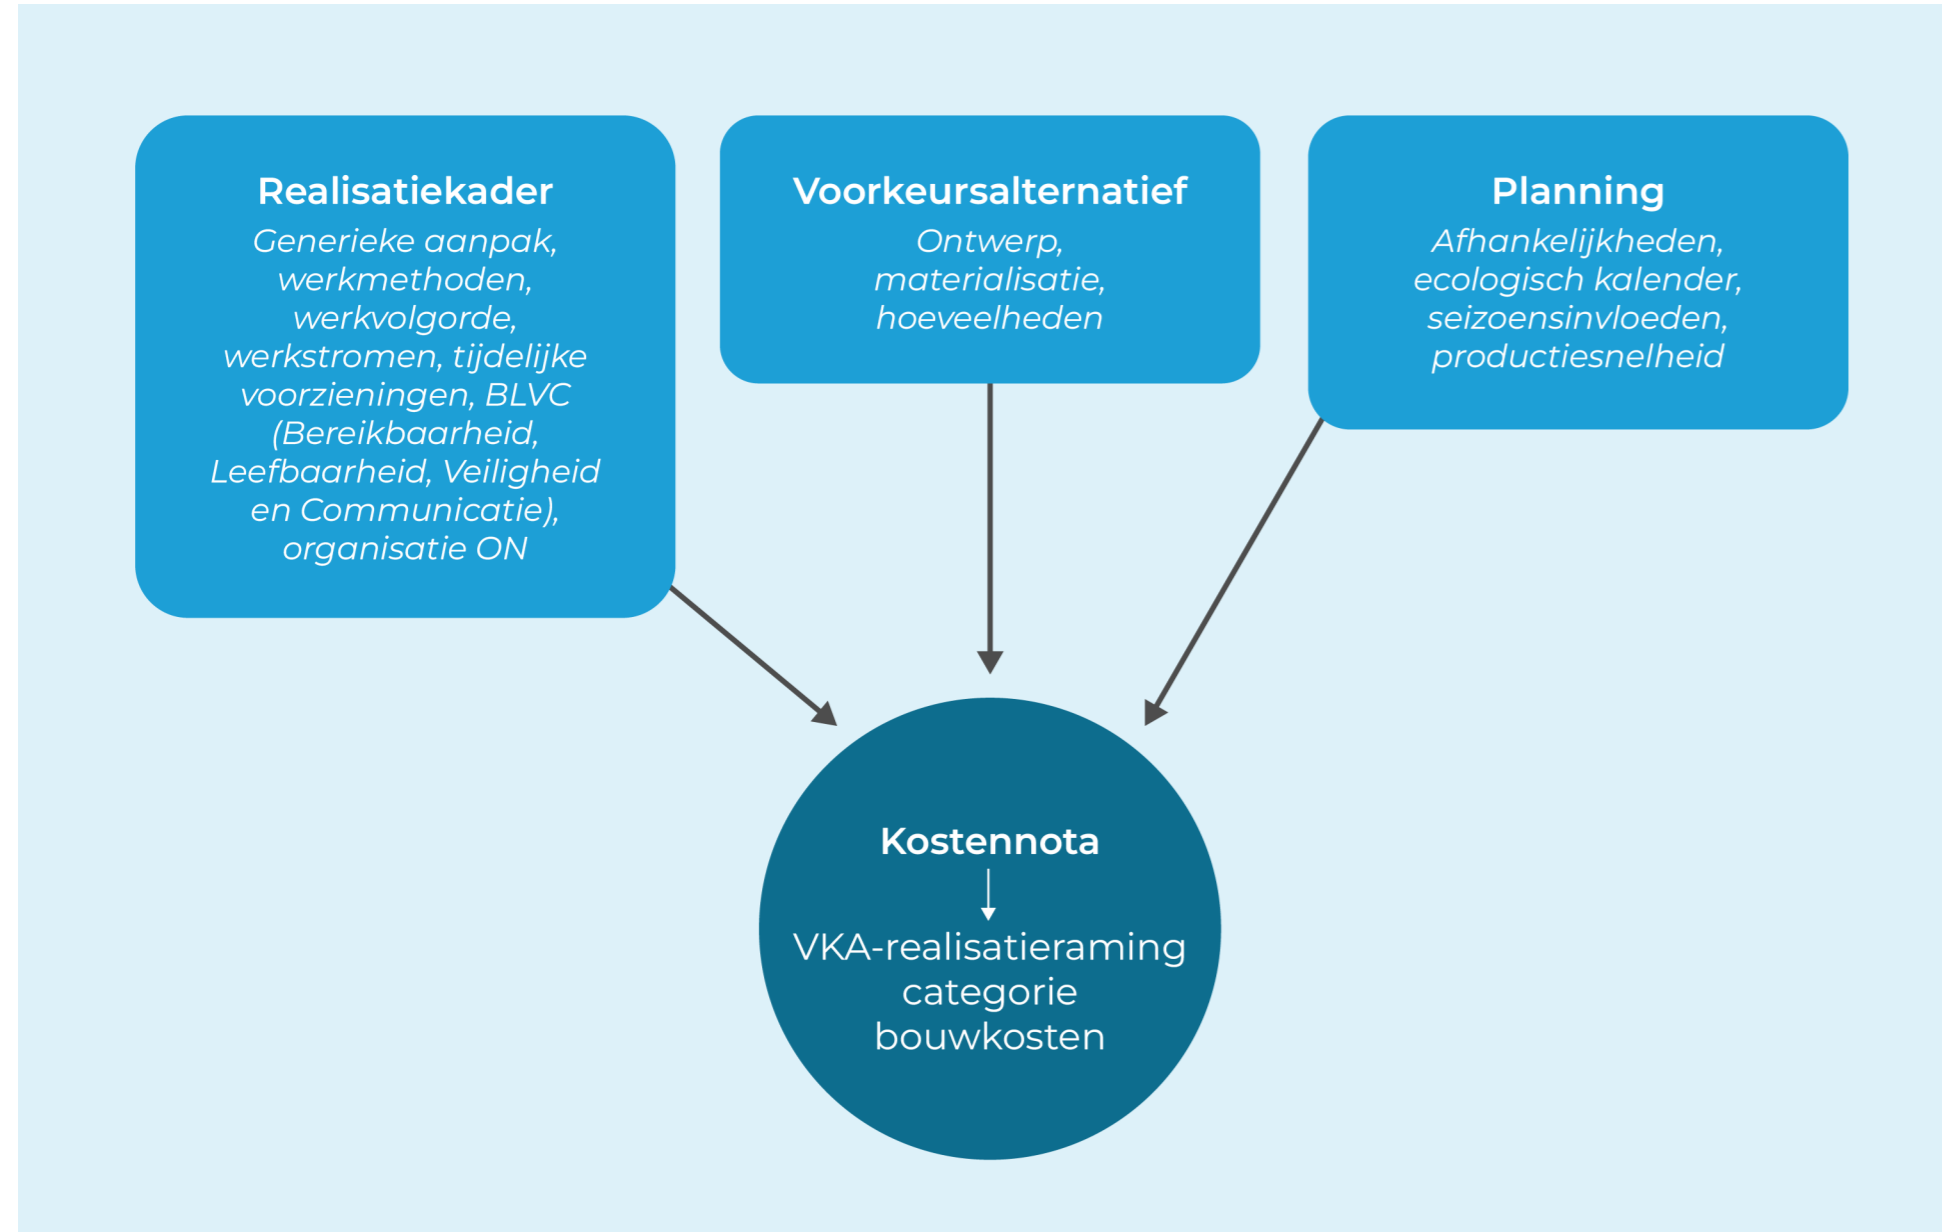 Realisatiekader
Generieke aanpak,
werkmethoden,
werkvolgorde,
werkstromen, tijdelijke
voorzieningen, BLVC
(Bereikbaarheid,
Leefbaarheid, Veiligheid
en Communicatie),
organisatie ON
Voorkeursalternatief
Ontwerp,
materialisatie,
hoeveelheden
Planning
Afhankelijkheden,
ecologisch kalender,
seizoensinvloeden,
productiesnelheid
Kostennota
VKA-realisatieraming
categorie
bouwkosten